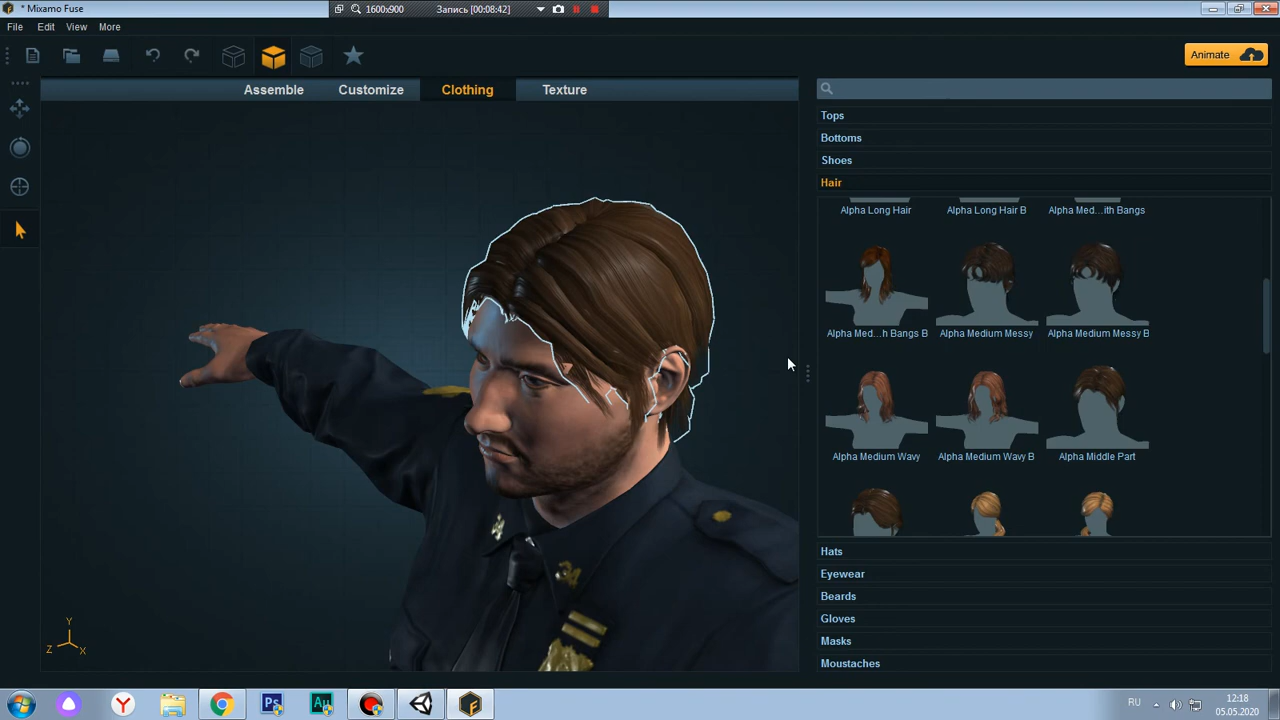 * Mixamo Fuse
1600x900
Запись [00:08:42]
File Edit View More
Animate
Assemble Customize Clothing Texture
Tops
Bottoms
Shoes
Hair
Alpha Long Hair Alpha Long Hair B Alpha Med...ith Bangs
Alpha Med...h Bangs B Alpha Medium Messy Alpha Medium Messy B
Alpha Medium Wavy Alpha Medium Wavy B Alpha Middle Part
Hats
Eyewear
Beards
Gloves
Masks
Moustaches
Y
Z X
Ps Au
RU
12:18
05.05.2020